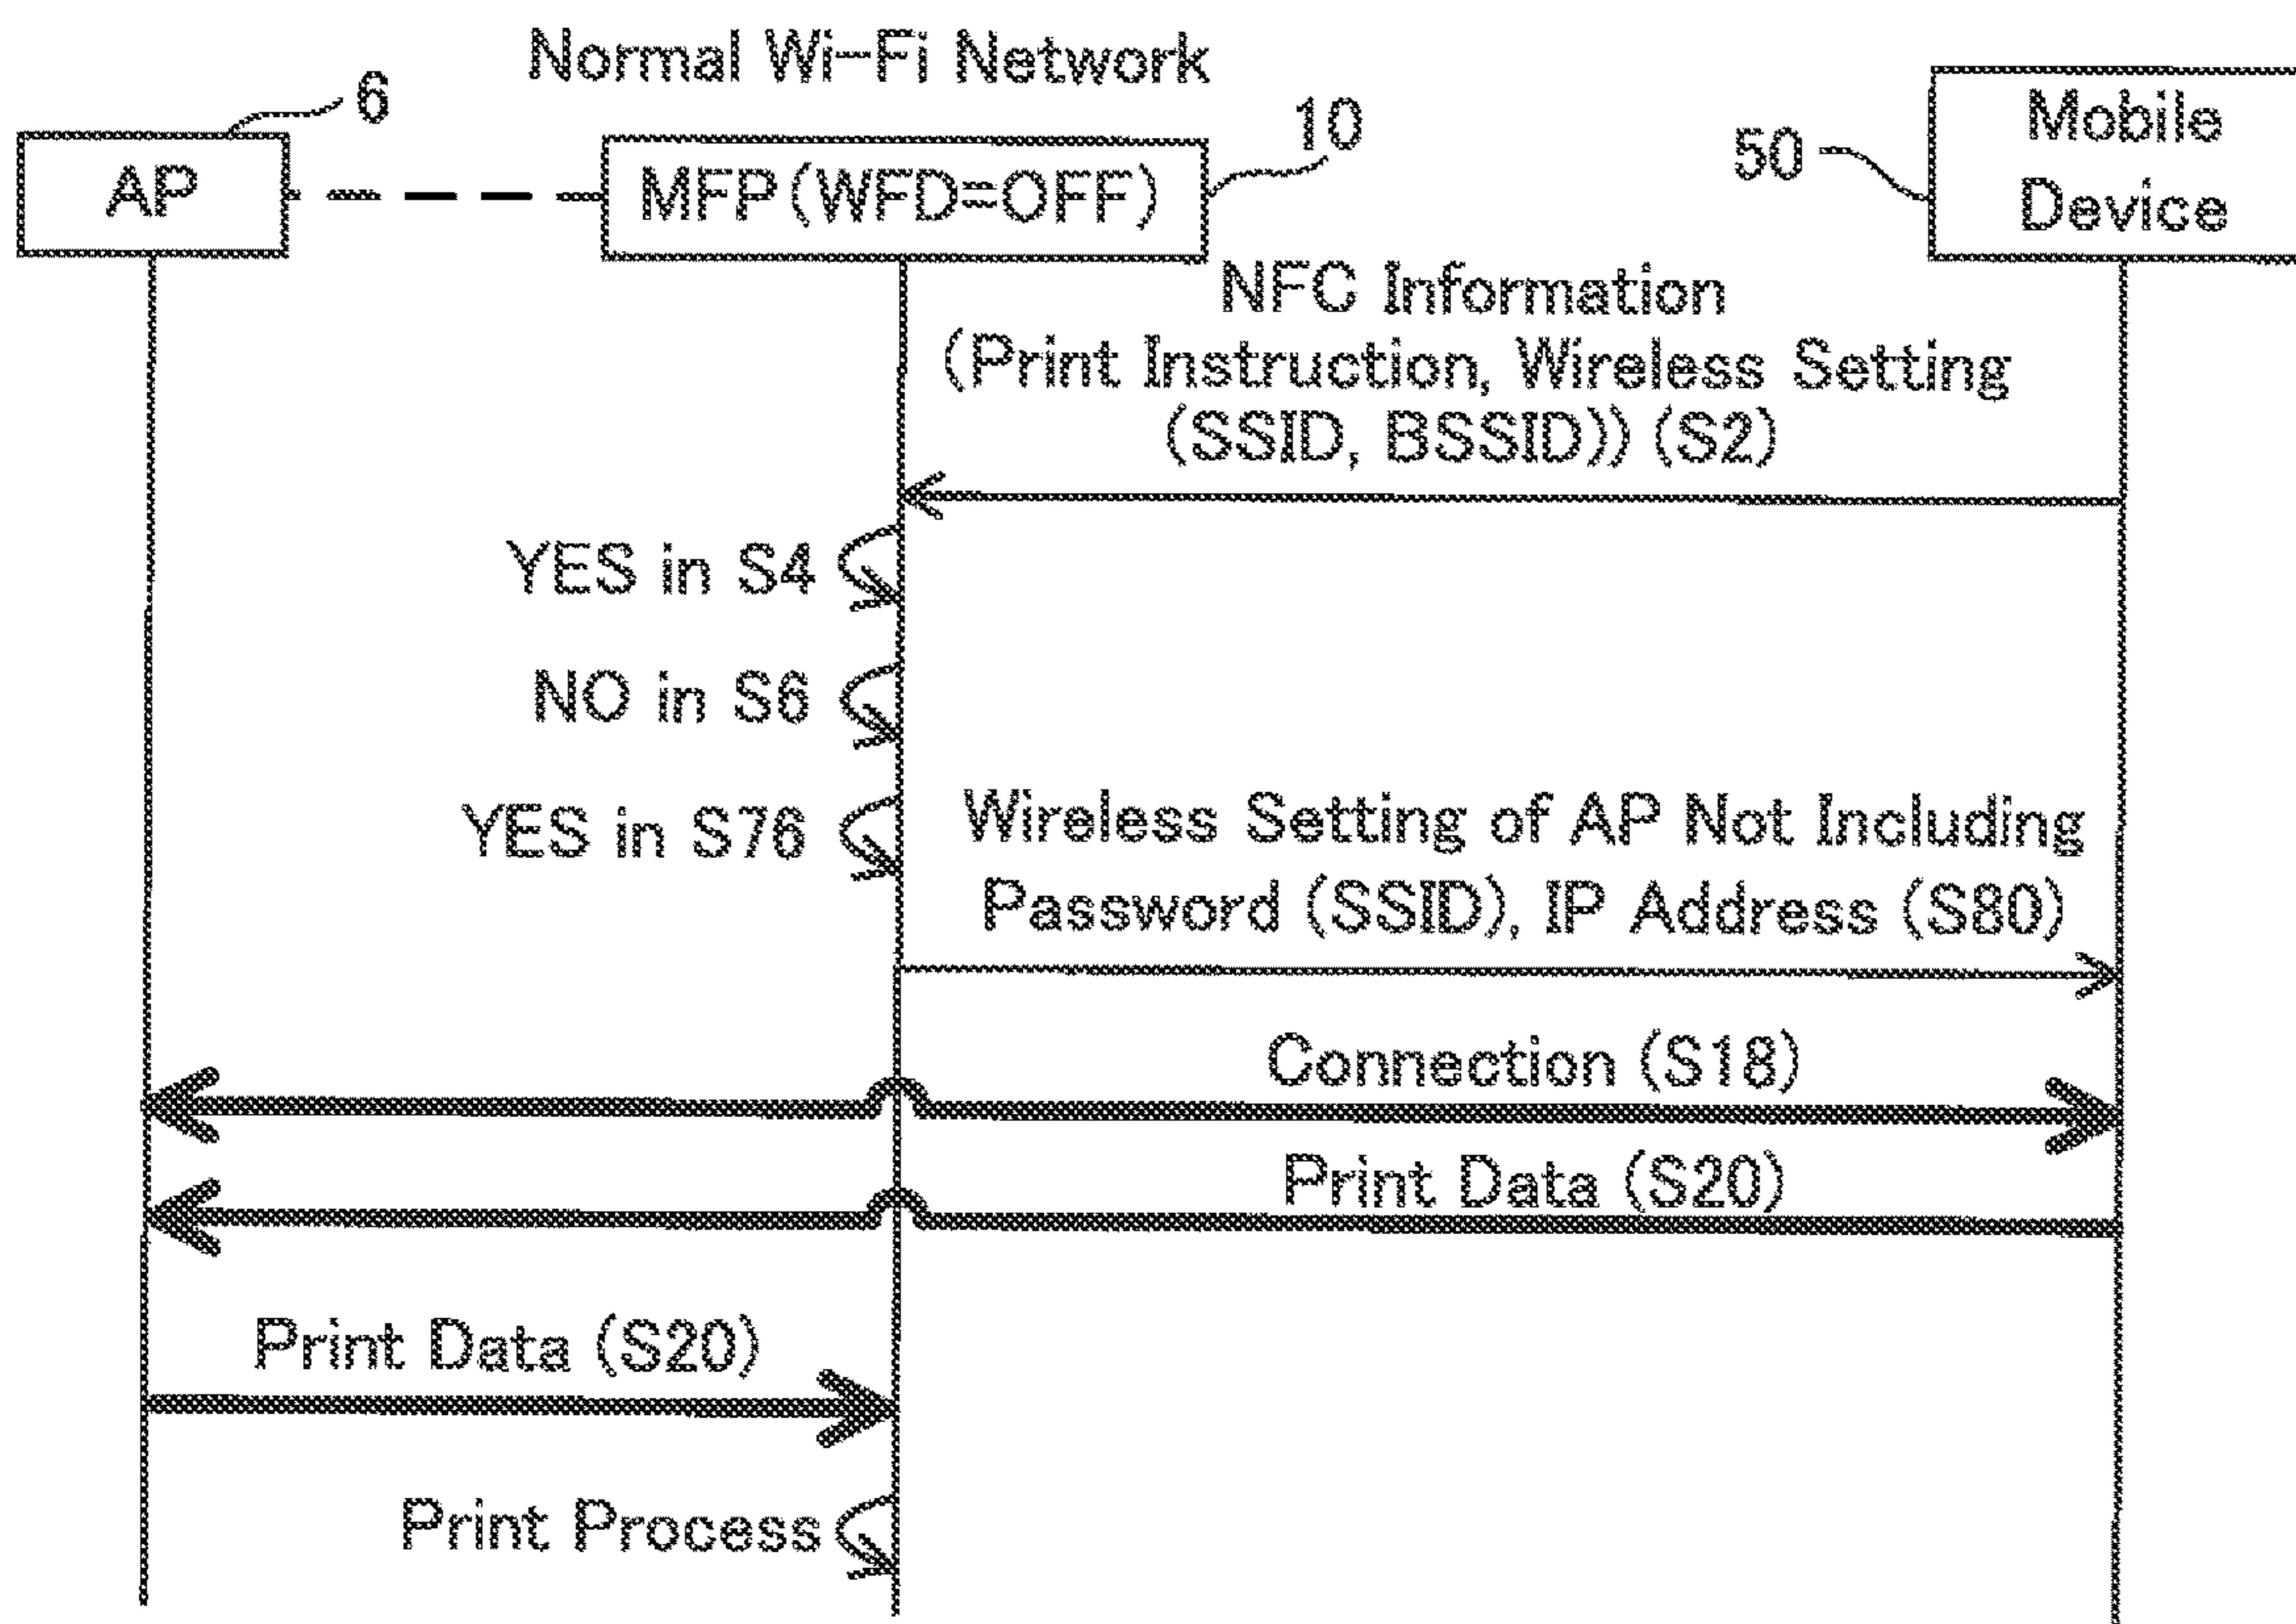 Normal Wi-Fi Network
6
10
50
AP
MFP(WFD=OFF)
Mobile
Device
NFC Information
(Print Instruction, Wireless Setting
(SSID, BSSID)) (S2)
YES in S4
NO in S6
YES in S76
Wireless Setting of AP Not Including
Password (SSID), IP Address (S80)
Connection (S18)
Print Data (S20)
Print Data (S20)
Print Process